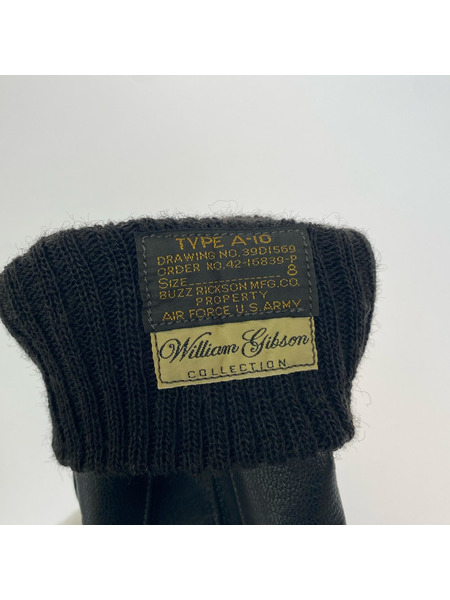 TYPE A-10
DRAWING NO. 39D1569
ORDER NO. 42-15839-P
SIZE 8
BUZZ RICKSON MFG. CO.
PROPERTY
AIR FORCE U.S. ARMY
William Gibson
COLLECTION